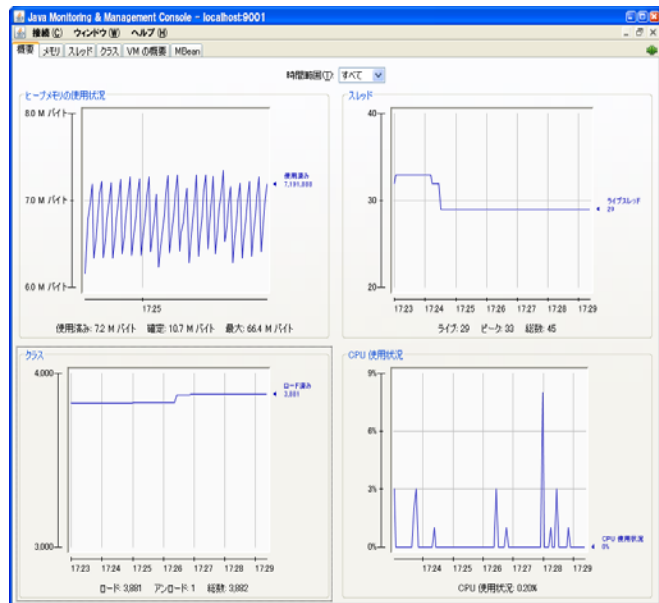 Java Monitoring & Management Console - localhost:9001
接続(C) ウィンドウ(W) ヘルプ(H)
概要 メモリ スレッド クラス VM の概要 MBean
時間範囲(T): すべて
ヒープメモリの使用状況
8.0 M バイト
7.0 M バイト
6.0 M バイト
使用済み
7,191,888
17:25
使用済み: 7.2 M バイト 確定: 10.7 M バイト 最大: 66.4 M バイト
スレッド
40
30
20
ライブスレッド
29
17:23 17:24 17:25 17:26 17:27 17:28 17:29
ライブ: 29 ピーク: 33 総数: 45
クラス
4,000
3,000
ロード済み
3,881
17:23 17:24 17:25 17:26 17:27 17:28 17:29
ロード: 3,881 アンロード: 1 総数: 3,882
CPU 使用状況
9%
6%
3%
0%
CPU 使用状況
0%
17:24 17:25 17:26 17:27 17:28 17:29
CPU 使用状況: 0.20%